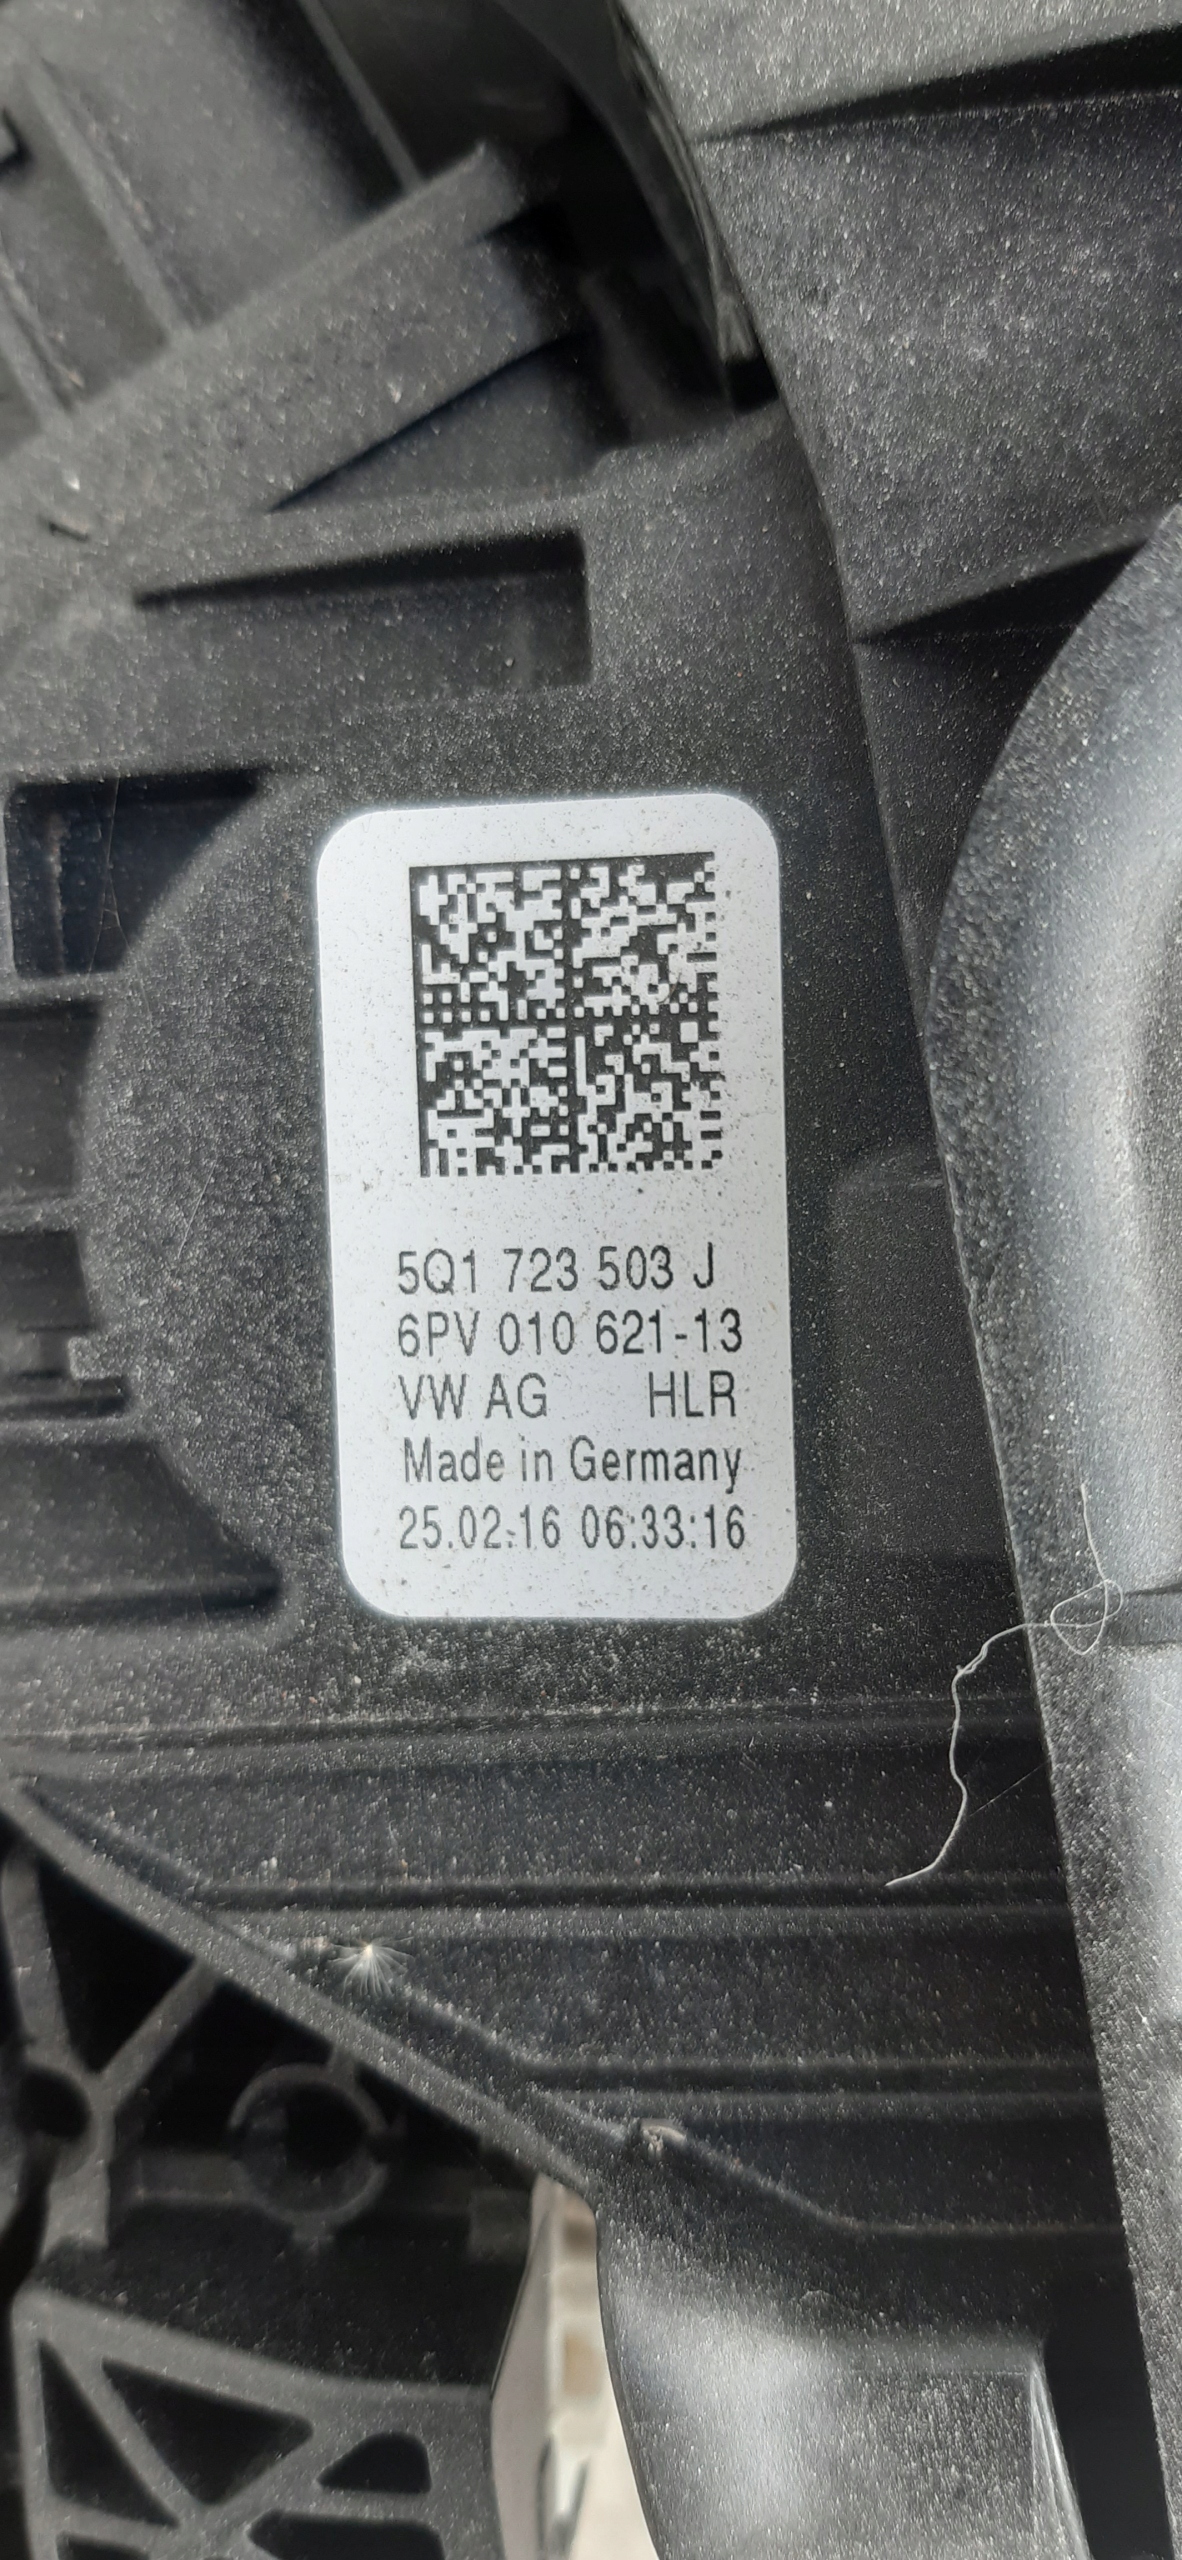 5Q1 723 503 J
6PV 010 621-13
VW AG HLR
Made in Germany
25.02.16 06:33:16